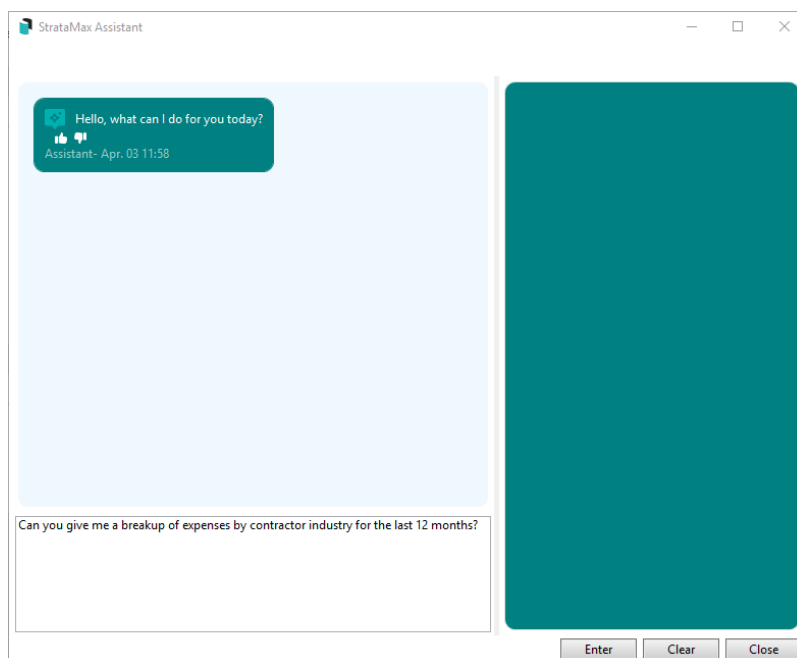 StrataMax Assistant
Hello, what can I do for you today?
Assistant- Apr. 03 11:58
Can you give me a breakup of expenses by contractor industry for the last 12 months?
Enter
Clear
Close